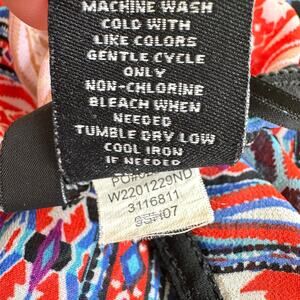 MACHINE WASH
COLD WITH
LIKE COLORS
GENTLE CYCLE
ONLY
NON-CHLORINE
BLEACH WHEN
NEEDED
TUMBLE DRY LOW
COOL IRON
IF NEEDED
W2201229ND
3116811